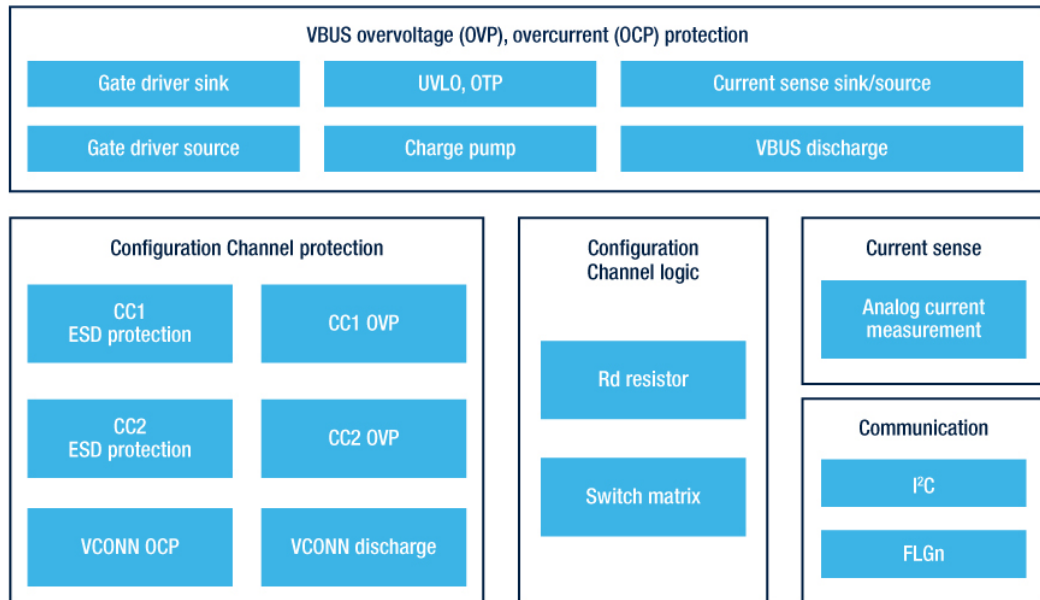 VBUS overvoltage (OVP), overcurrent (OCP) protection
Gate driver sink
UVLO, OTP
Current sense sink/source
Gate driver source
Charge pump
VBUS discharge
Configuration Channel protection
CC1
ESD protection
CC1 OVP
CC2
ESD protection
CC2 OVP
VCONN OCP
VCONN discharge
Configuration
Channel logic
Rd resistor
Switch matrix
Current sense
Analog current
measurement
Communication
I²C
FLGn